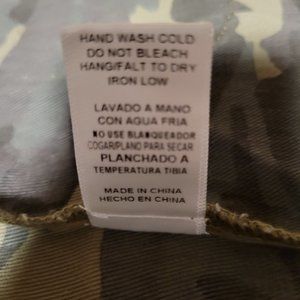 HAND WASH COLD
DO NOT BLEACH
HANG/FALT TO DRY
IRON LOW
LAVADO A MANO
CON AGUA FRIA
NO USE BLANQUEADOR
COGAR/PLANO PARA SECAR
PLANCHADO A
TEMPERATURA TIBIA
MADE IN CHINA
HECHO EN CHINA